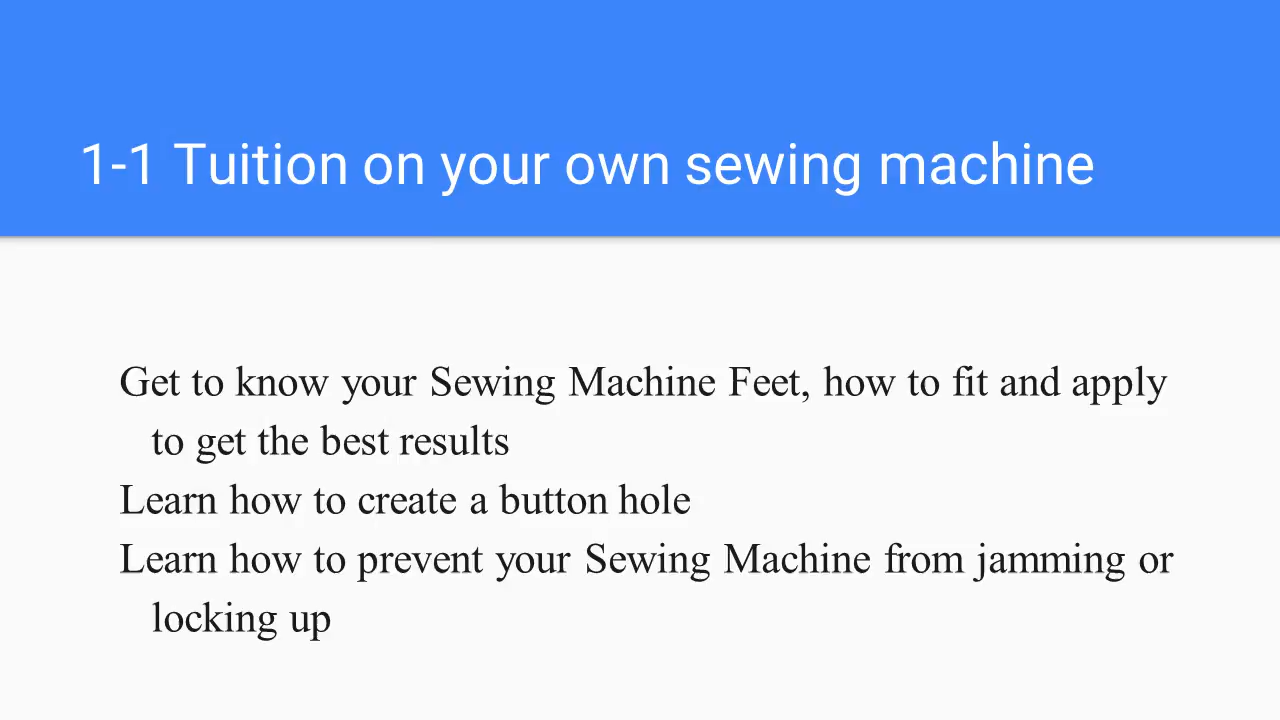 1-1 Tuition on your own sewing machine
Get to know your Sewing Machine Feet, how to fit and apply
to get the best results
Learn how to create a button hole
Learn how to prevent your Sewing Machine from jamming or
locking up